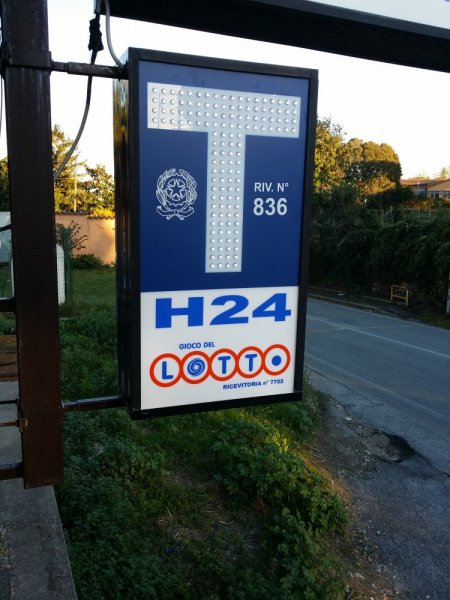 T
RIV. N°
836
H24
GIOCO DEL
LOTTO
RICEVITORIA n° 7702